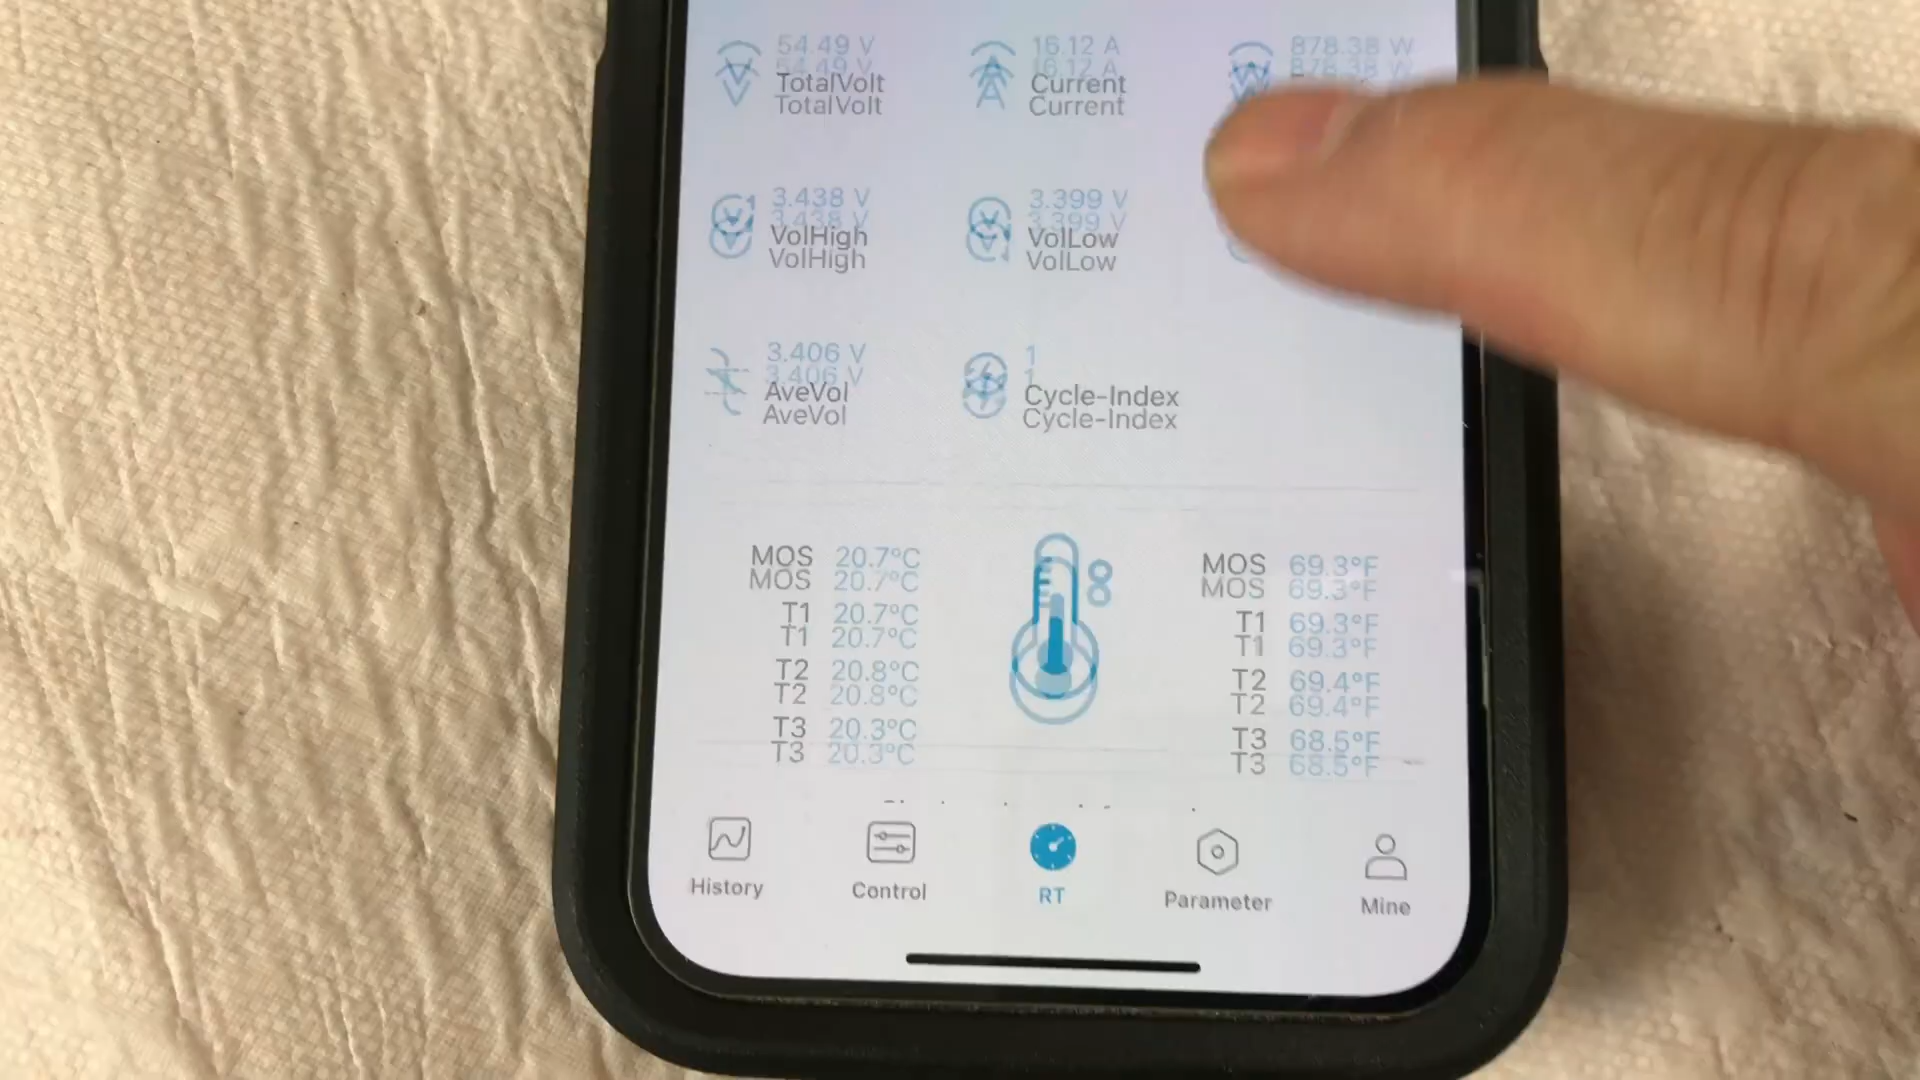 54.49 V 16.12 A 878.38 W
TotalVolt Current
3.438 V 3.399 V
VolHigh VolLow
3.406 V 1
AveVol Cycle-Index
MOS 20.7°C MOS 69.3°F
T1 20.7°C T1 69.3°F
T2 20.8°C T2 69.4°F
T3 20.3°C T3 68.5°F
History Control RT Parameter Mine